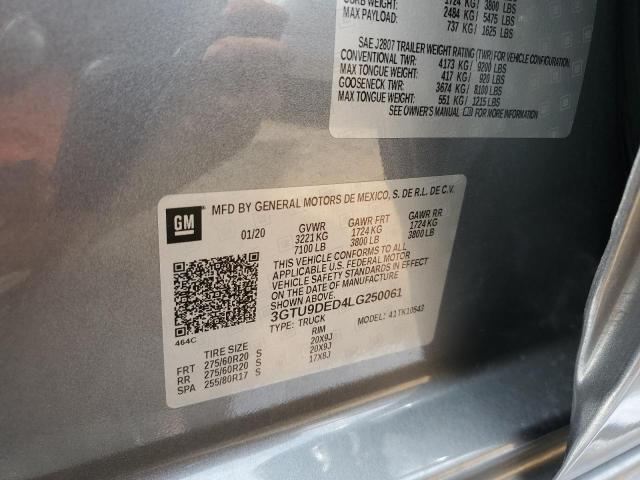 CURB WEIGHT: 1724 KG / 3800 LBS
2484 KG / 5475 LBS
MAX PAYLOAD: 737 KG / 1625 LBS
SAE J2807 TRAILER WEIGHT RATING (TWR) FOR VEHICLE CONFIGURATION
CONVENTIONAL TWR: 4173 KG / 9200 LBS
MAX TONGUE WEIGHT: 417 KG / 920 LBS
GOOSENECK TWR: 3674 KG / 8100 LBS
MAX TONGUE WEIGHT: 551 KG / 1215 LBS
SEE OWNER'S MANUAL FOR MORE INFORMATION
GM
MFD BY GENERAL MOTORS DE MEXICO, S. DE R.L. DE C.V.
01/20 GVWR GAWR FRT GAWR RR
3221 KG 1724 KG 1724 KG
7100 LB 3800 LB 3800 LB
THIS VEHICLE CONFORMS TO ALL
APPLICABLE U.S. FEDERAL MOTOR
VEHICLE SAFETY STANDARDS IN EFFECT
ON THE DATE OF MANUFACTURE
SHOWN ABOVE.
3GTU9DED4LG250061
TYPE: TRUCK MODEL: 41TK10543
464C
TIRE SIZE RIM
FRT 275/60R20 S 20X9J
RR 275/60R20 S 20X9J
SPA 255/80R17 S 17X8J